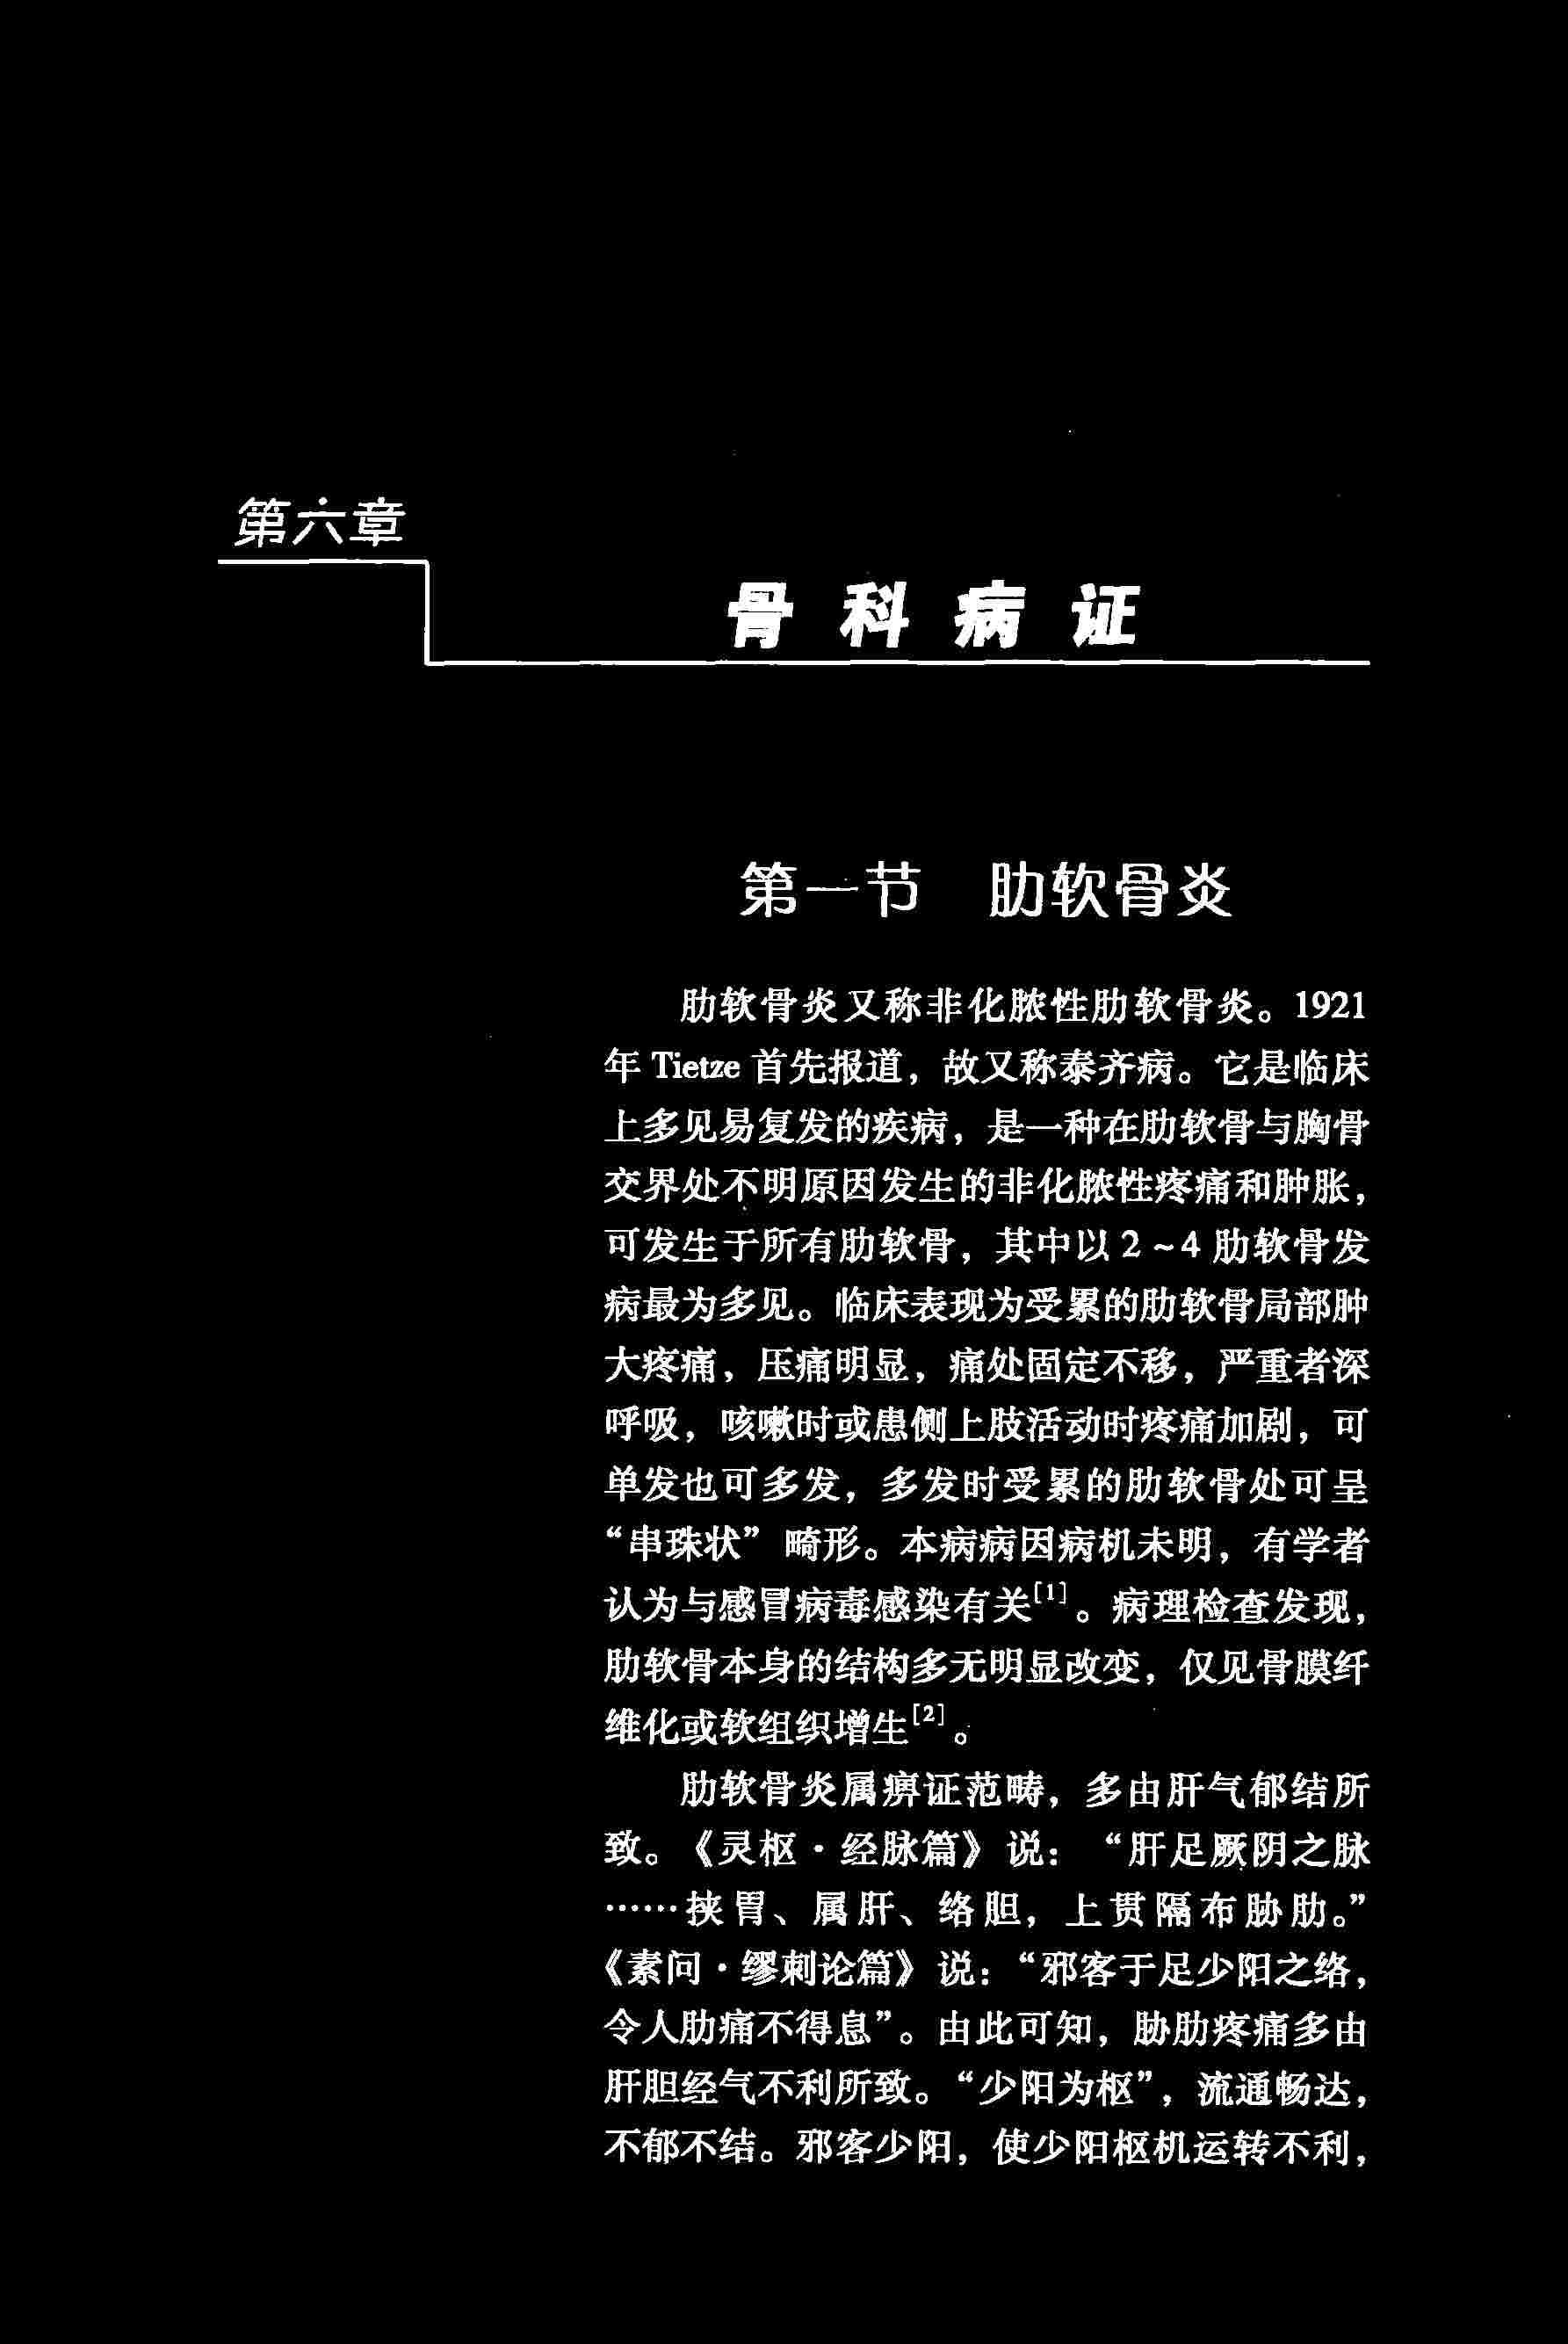 第六章
骨科病证
第一节 肋软骨炎
肋软骨炎又称非化脓性肋软骨炎。1921
年 Tietze 首先报道，故又称泰齐病。它是临床
上多见易复发的疾病，是一种在肋软骨与胸骨
交界处不明原因发生的非化脓性疼痛和肿胀，
可发生于所有肋软骨，其中以 2～4 肋软骨发
病最为多见。临床表现为受累的肋软骨局部肿
大疼痛，压痛明显，痛处固定不移，严重者深
呼吸，咳嗽时或患侧上肢活动时疼痛加剧，可
单发也可多发，多发时受累的肋软骨处可呈
“串珠状”畸形。本病病因病机未明，有学者
认为与感冒病毒感染有关[1]。病理检查发现，
肋软骨本身的结构多无明显改变，仅见骨膜纤
维化或软组织增生[2]。
肋软骨炎属痹证范畴，多由肝气郁结所
致。《灵枢·经脉篇》说：“肝足厥阴之脉
……挟胃、属肝、络胆，上贯隔布胁肋。”
《素问·缪刺论篇》说：“邪客于足少阳之络，
令人肋痛不得息”。由此可知，胁肋疼痛多由
肝胆经气不利所致。“少阳为枢”，流通畅达，
不郁不结。邪客少阳，使少阳枢机运转不利，